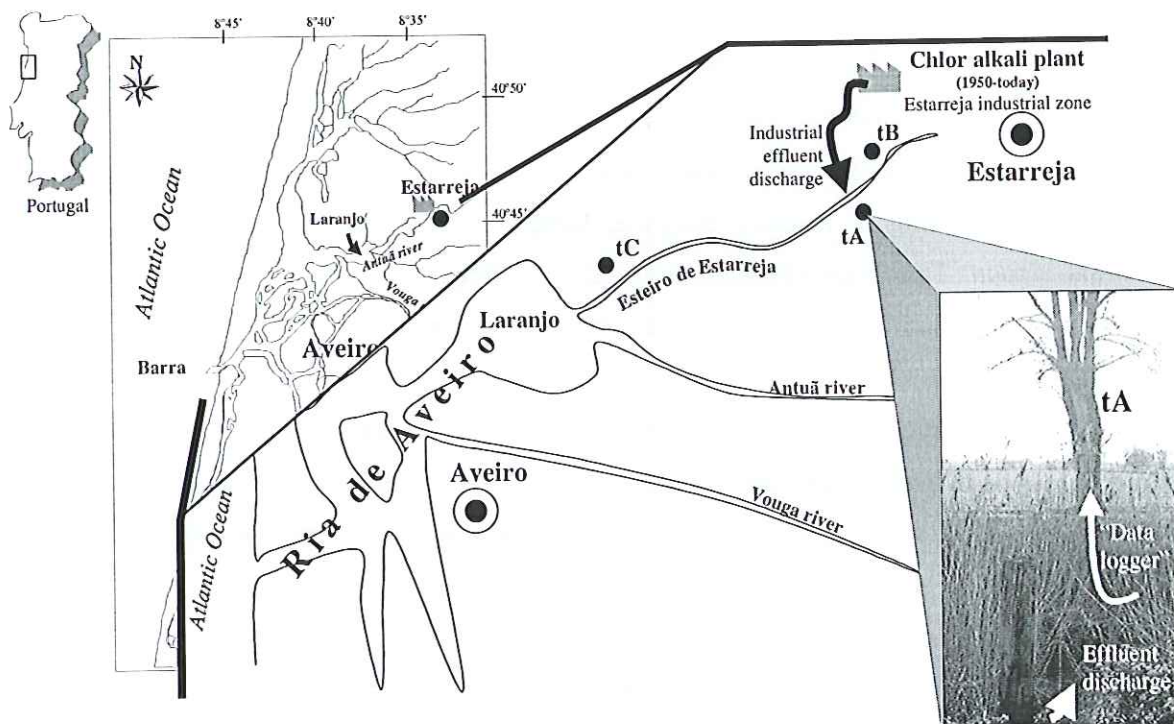 8°45'
8°40'
8°35'
N
40°50'
40°45'
Portugal
Atlantic Ocean
Estarreja
Laranjo
Antuã river
Vouga
Aveiro
Barra
Chlor alkali plant
(1950-today)
Estarreja industrial zone
Industrial
effluent
discharge
tB
Estarreja
tA
tC
Esteiro de Estarreja
Laranjo
Antuã river
Ria de Aveiro
Aveiro
Vouga river
Atlantic Ocean
tA
"Data
logger"
Effluent
discharge